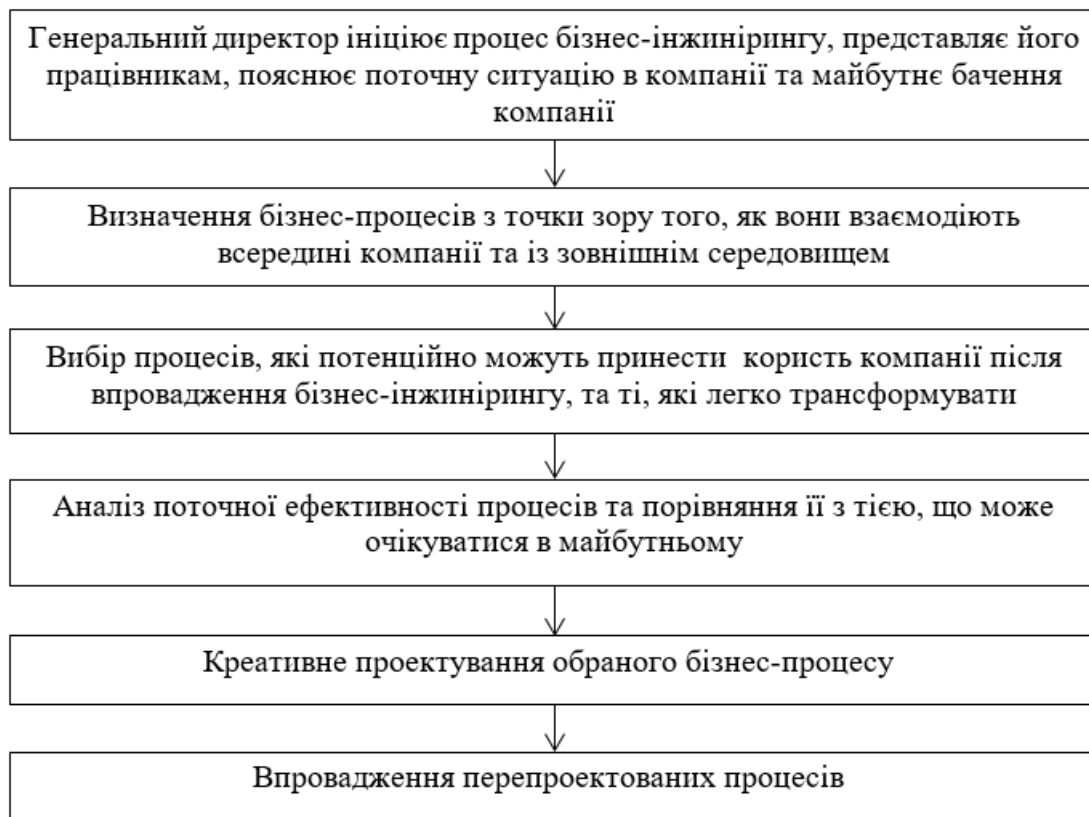 Генеральний директор ініціює процес бізнес-інжинірингу, представляє його
працівникам, пояснює поточну ситуацію в компанії та майбутнє бачення
компанії
Визначення бізнес-процесів з точки зору того, як вони взаємодіють
всередині компанії та із зовнішнім середовищем
Вибір процесів, які потенційно можуть принести  користь компанії після
впровадження бізнес-інжинірингу, та ті, які легко трансформувати
Аналіз поточної ефективності процесів та порівняння її з тією, що може
очікуватися в майбутньому
Креативне проектування обраного бізнес-процесу
Впровадження перепроектованих процесів